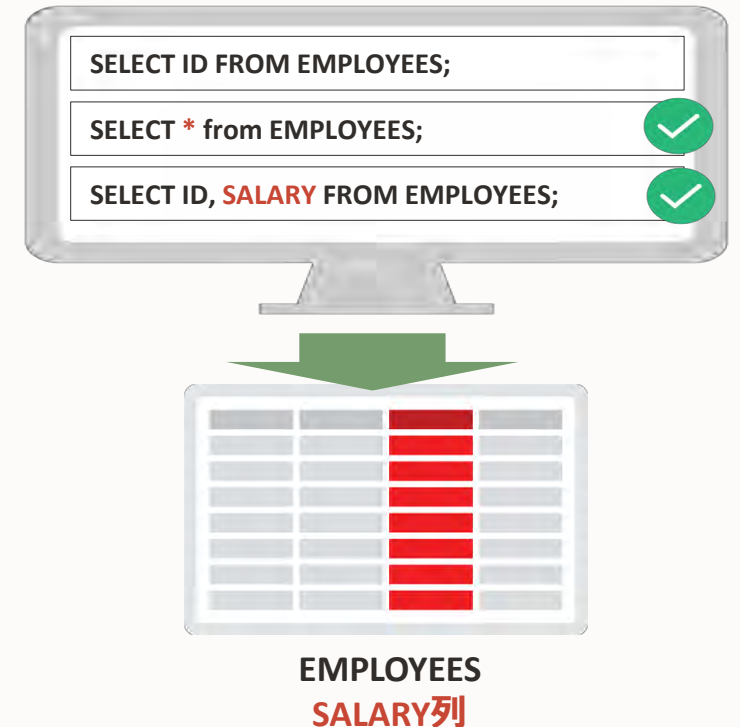 SELECT ID FROM EMPLOYEES;
SELECT * from EMPLOYEES;
SELECT ID, SALARY FROM EMPLOYEES;
EMPLOYEES
SALARY列